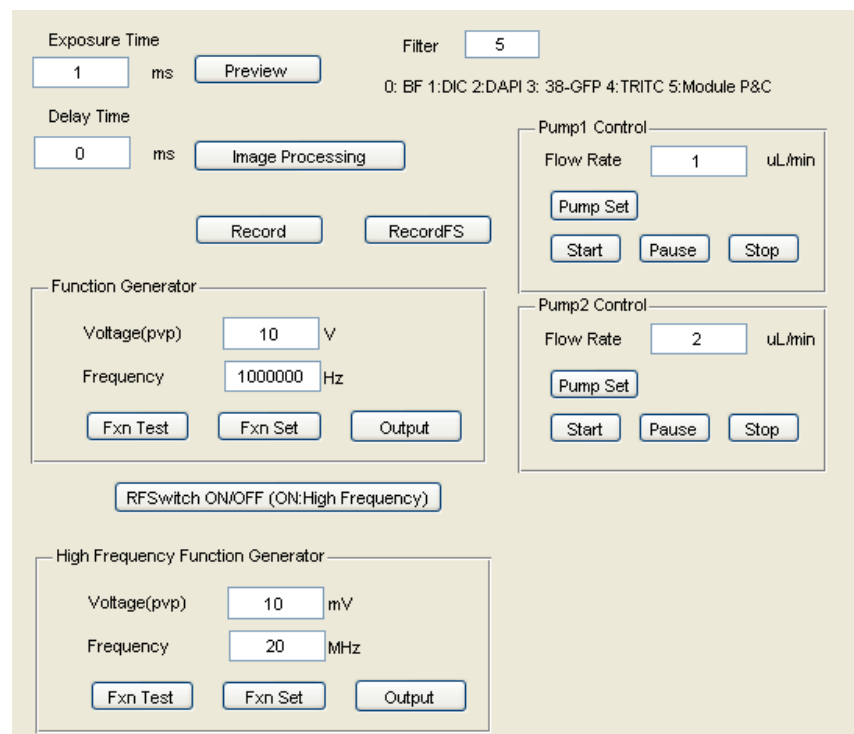 Exposure Time
Filter 5
1 ms Preview
0: BF 1:DIC 2:DAPI 3: 38-GFP 4:TRITC 5:Module P&C
Delay Time
0 ms Image Processing
Record RecordFS
Pump1 Control
Flow Rate 1 uL/min
Pump Set
Start Pause Stop
Function Generator
Voltage(pvp) 10 V
Frequency 1000000 Hz
Fxn Test Fxn Set Output
Pump2 Control
Flow Rate 2 uL/min
Pump Set
Start Pause Stop
RFSwitch ON/OFF (ON:High Frequency)
High Frequency Function Generator
Voltage(pvp) 10 mV
Frequency 20 MHz
Fxn Test Fxn Set Output